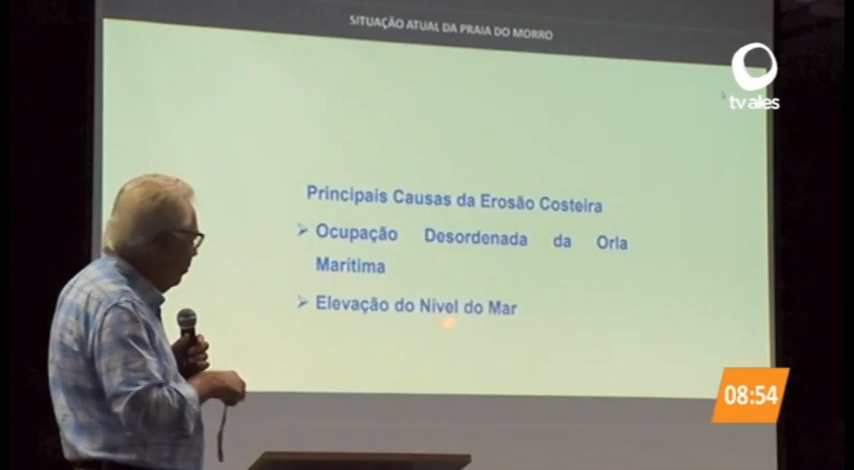 SITUAÇÃO ATUAL DA PRAIA DO MORRO
tv ales
Principais Causas da Erosão Costeira
➢ Ocupação Desordenada da Orla
Marítima
➢ Elevação do Nível do Mar
08:54